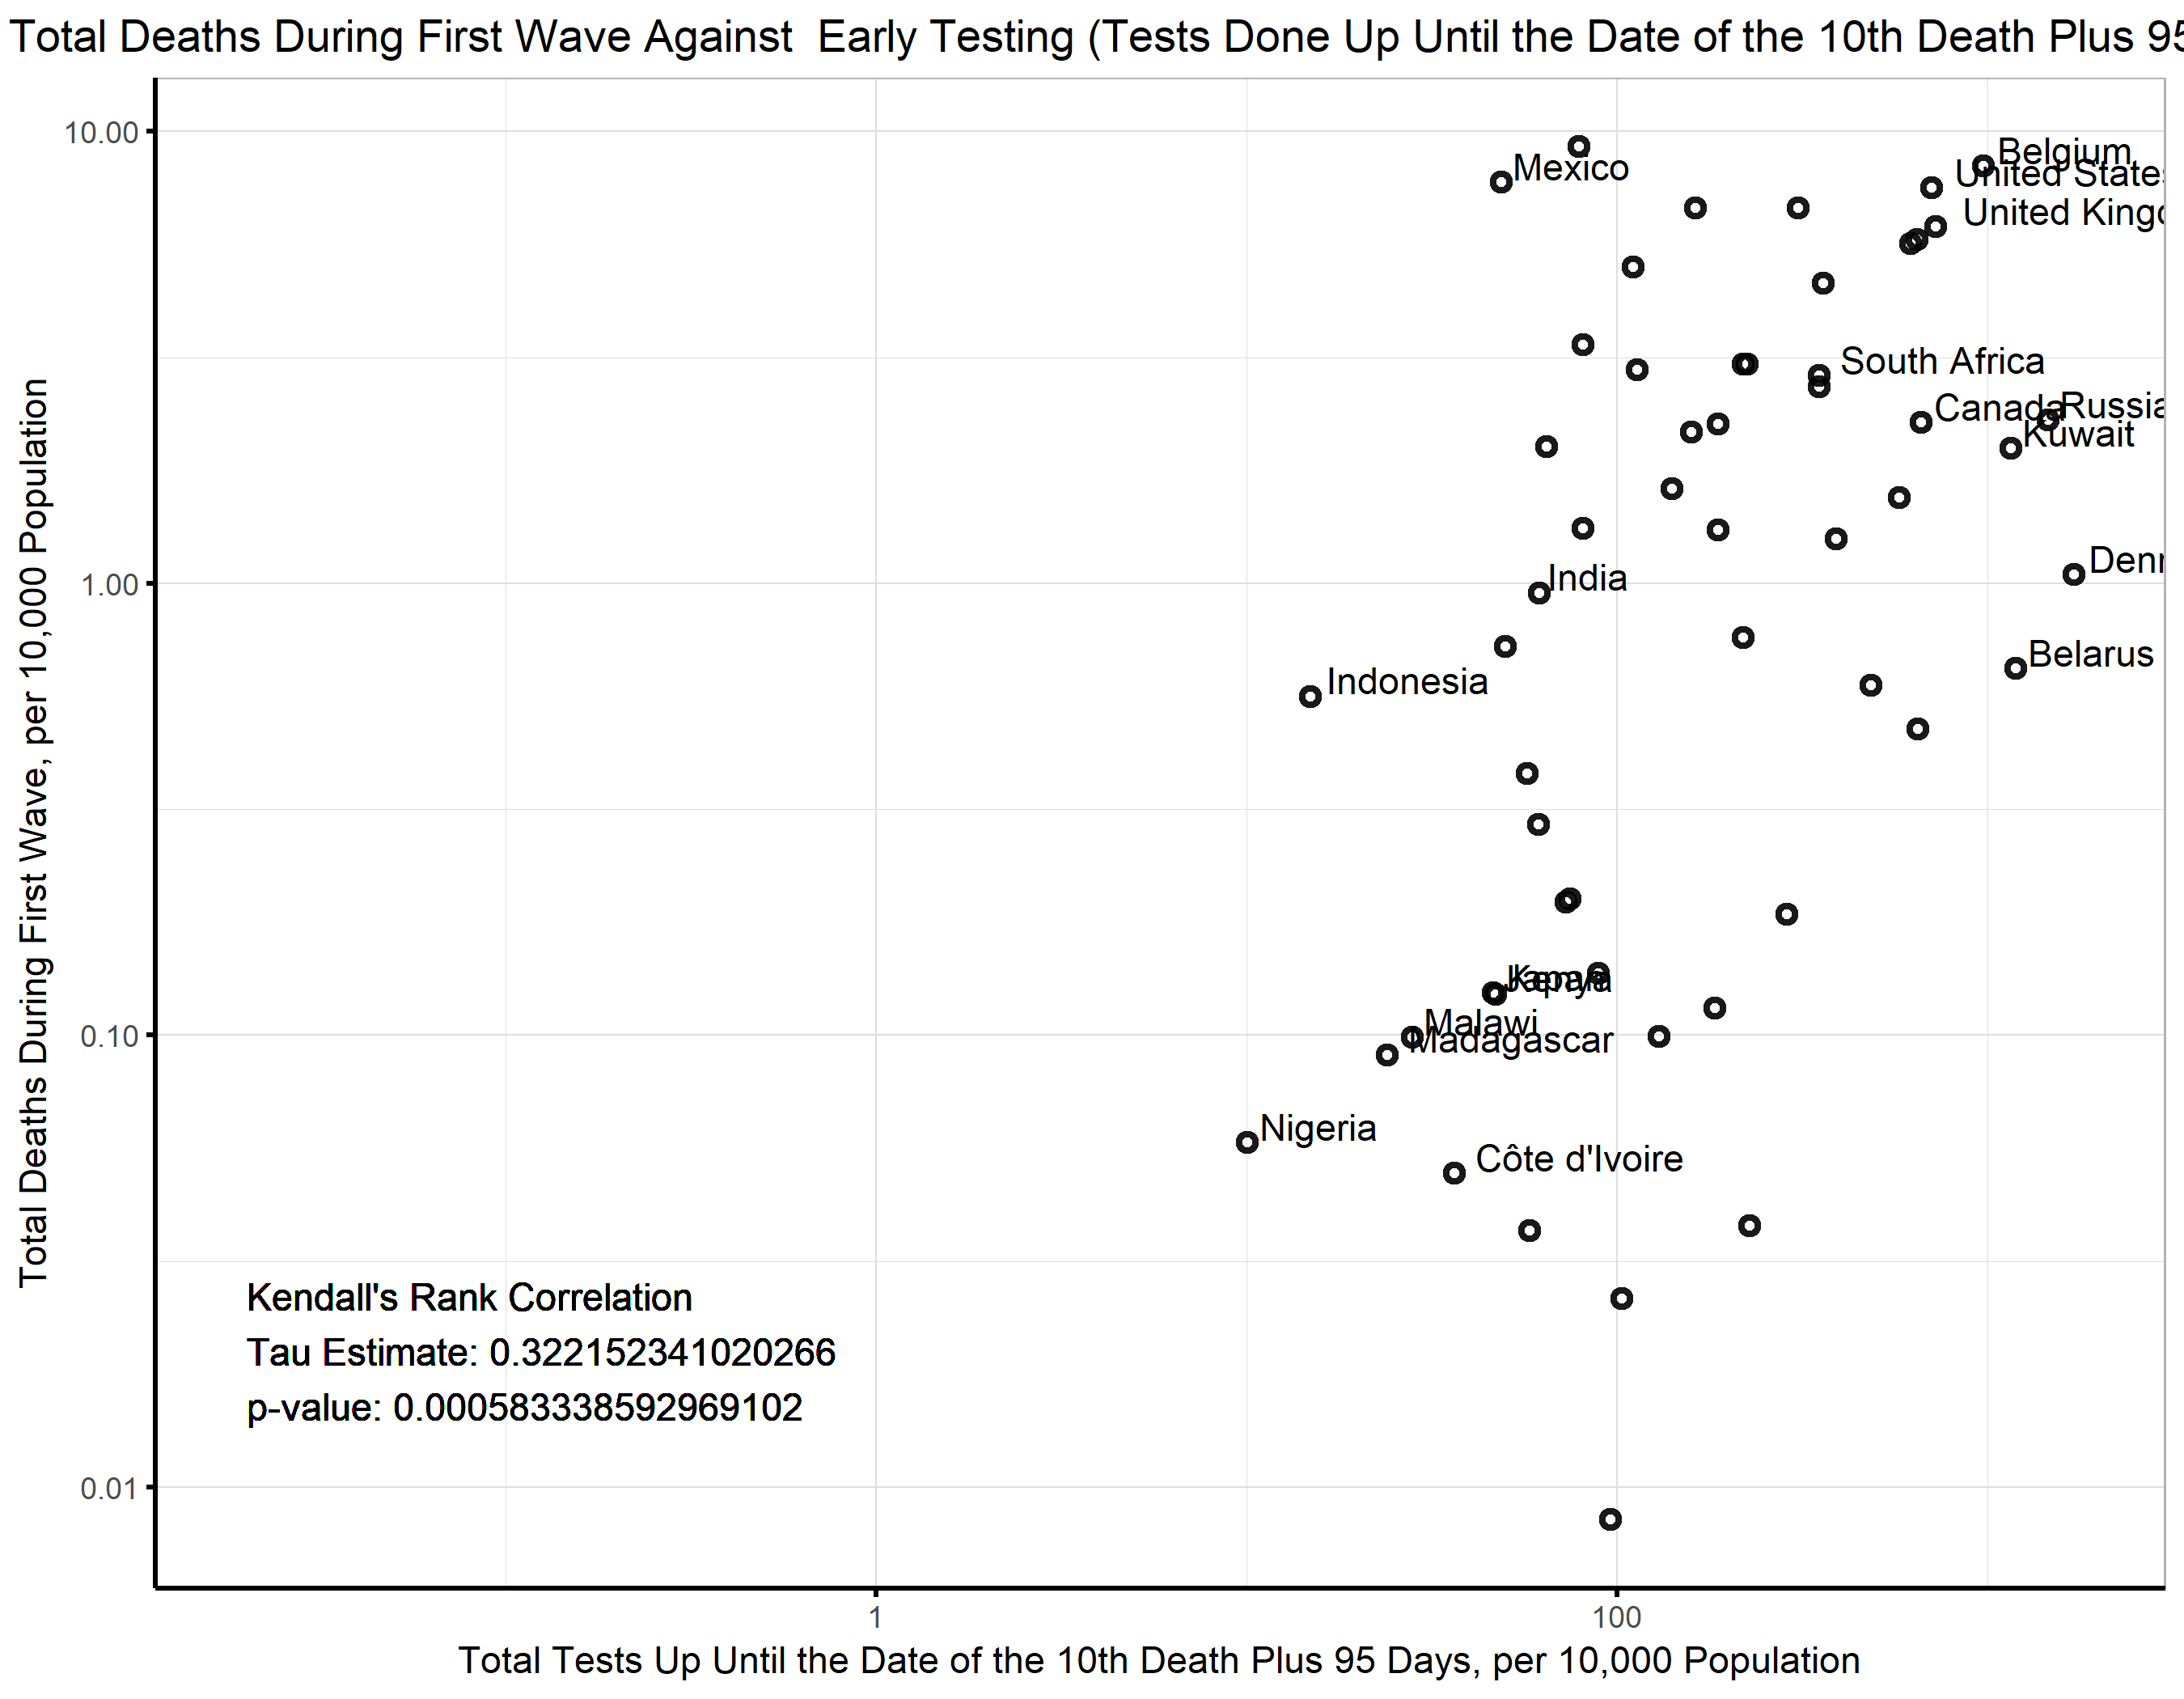 Total Deaths During First Wave Against  Early Testing (Tests Done Up Until the Date of the 10th Death Plus 95
Total Deaths During First Wave, per 10,000 Population
10.00
1.00
0.10
0.01
Mexico
Belgium
United States
United Kingd
South Africa
Canada
Russia
Kuwait
India
Denm
Belarus
Indonesia
Japan
Kenya
Malawi
Madagascar
Nigeria
Côte d'Ivoire
Kendall's Rank Correlation
Tau Estimate: 0.322152341020266
p-value: 0.000583338592969102
1
100
Total Tests Up Until the Date of the 10th Death Plus 95 Days, per 10,000 Population